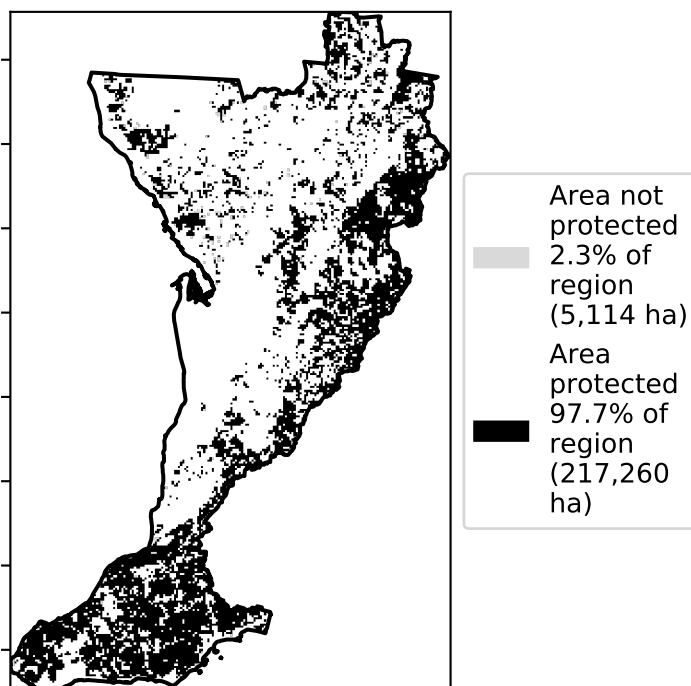 Area not
protected
2.3% of
region
(5,114 ha)
Area
protected
97.7% of
region
(217,260
ha)